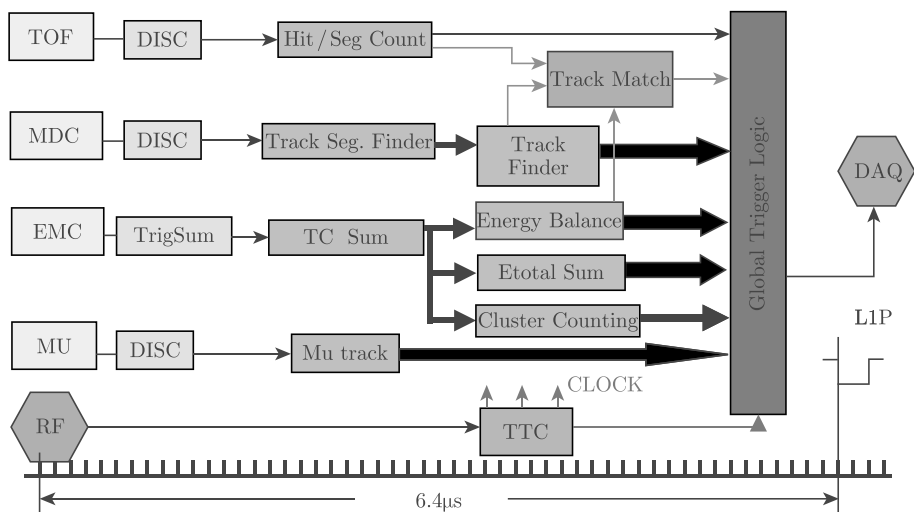 TOF
DISC
Hit/Seg Count
Track Match
MDC
DISC
Track Seg. Finder
Track
Finder
Global Trigger Logic
DAQ
EMC
TrigSum
TC Sum
Energy Balance
Etotal Sum
Cluster Counting
L1P
MU
DISC
Mu track
CLOCK
RF
TTC
6.4μs